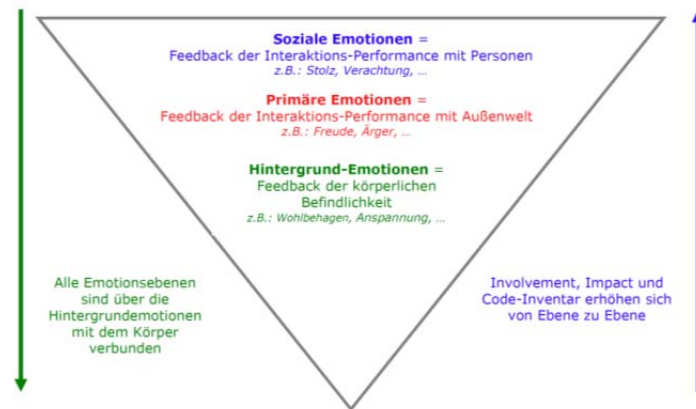 Soziale Emotionen =
Feedback der Interaktions-Performance mit Personen
z.B.: Stolz, Verachtung, ...
Primäre Emotionen =
Feedback der Interaktions-Performance mit Außenwelt
z.B.: Freude, Ärger, ...
Hintergrund-Emotionen =
Feedback der körperlichen
Befindlichkeit
z.B.: Wohlbehagen, Anspannung, ...
Alle Emotionsebenen
sind über die
Hintergrundemotionen
mit dem Körper
verbunden
Involvement, Impact und
Code-Inventar erhöhen sich
von Ebene zu Ebene